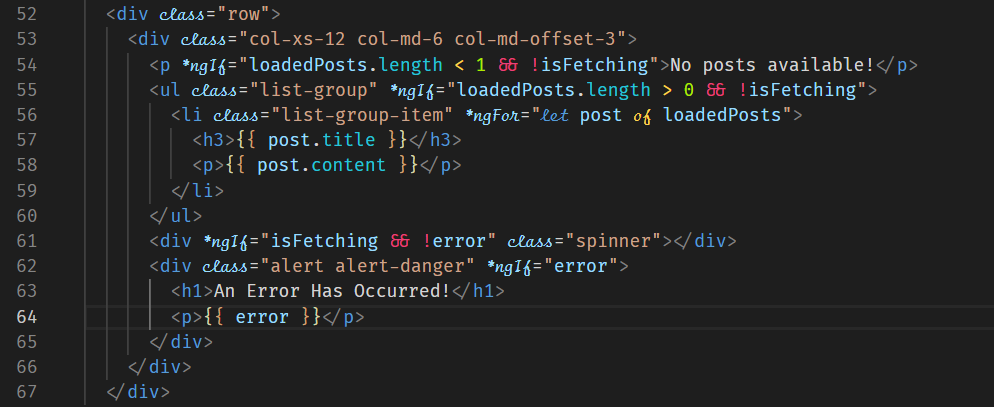 52 <div class="row">
53 <div class="col-xs-12 col-md-6 col-md-offset-3">
54 <p *ngIf="loadedPosts.length < 1 && !isFetching">No posts available!</p>
55 <ul class="list-group" *ngIf="loadedPosts.length > 0 && !isFetching">
56 <li class="list-group-item" *ngFor="let post of loadedPosts">
57 <h3>{{ post.title }}</h3>
58 <p>{{ post.content }}</p>
59 </li>
60 </ul>
61 <div *ngIf="isFetching && !error" class="spinner"></div>
62 <div class="alert alert-danger" *ngIf="error">
63 <h1>An Error Has Occurred!</h1>
64 <p>{{ error }}</p>
65 </div>
66 </div>
67 </div>